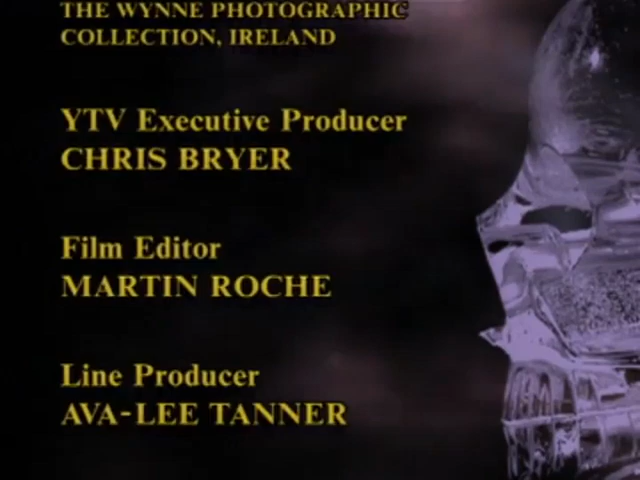 THE WYNNE PHOTOGRAPHIC
COLLECTION, IRELAND
YTV Executive Producer
CHRIS BRYER
Film Editor
MARTIN ROCHE
Line Producer
AVA-LEE TANNER